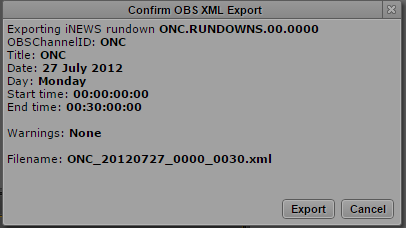 Confirm OBS XML Export
Exporting iNEWS rundown ONC.RUNDOWNS.00.0000
OBSChannelID: ONC
Title: ONC
Date: 27 July 2012
Day: Monday
Start time: 00:00:00:00
End time: 00:30:00:00
Warnings: None
Filename: ONC_20120727_0000_0030.xml
Export Cancel